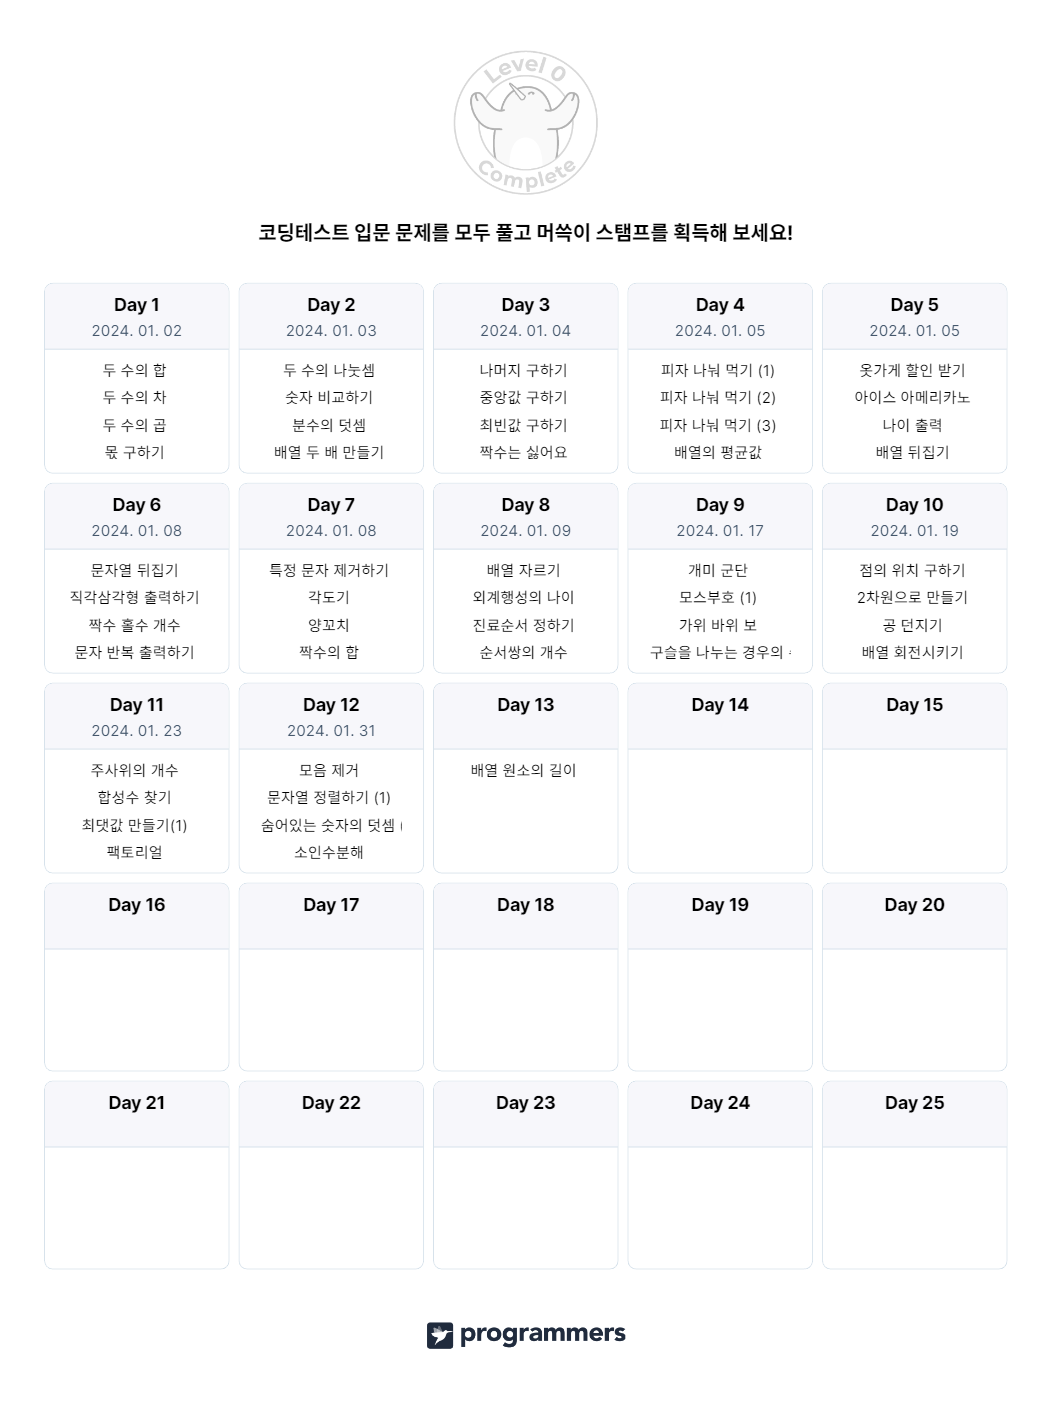 Level 0
Complete
코딩테스트 입문 문제를 모두 풀고 머쓱이 스탬프를 획득해 보세요!
Day 1
2024. 01. 02
두 수의 합
두 수의 차
두 수의 곱
몫 구하기
Day 2
2024. 01. 03
두 수의 나눗셈
숫자 비교하기
분수의 덧셈
배열 두 배 만들기
Day 3
2024. 01. 04
나머지 구하기
중앙값 구하기
최빈값 구하기
짝수는 싫어요
Day 4
2024. 01. 05
피자 나눠 먹기 (1)
피자 나눠 먹기 (2)
피자 나눠 먹기 (3)
배열의 평균값
Day 5
2024. 01. 05
옷가게 할인 받기
아이스 아메리카노
나이 출력
배열 뒤집기
Day 6
2024. 01. 08
문자열 뒤집기
직각삼각형 출력하기
짝수 홀수 개수
문자 반복 출력하기
Day 7
2024. 01. 08
특정 문자 제거하기
각도기
양꼬치
짝수의 합
Day 8
2024. 01. 09
배열 자르기
외계행성의 나이
진료순서 정하기
순서쌍의 개수
Day 9
2024. 01. 17
개미 군단
모스부호 (1)
가위 바위 보
구슬을 나누는 경우의
Day 10
2024. 01. 19
점의 위치 구하기
2차원으로 만들기
공 던지기
배열 회전시키기
Day 11
2024. 01. 23
주사위의 개수
합성수 찾기
최댓값 만들기(1)
팩토리얼
Day 12
2024. 01. 31
모음 제거
문자열 정렬하기 (1)
숨어있는 숫자의 덧셈 (
소인수분해
Day 13
배열 원소의 길이
Day 14
Day 15
Day 16
Day 17
Day 18
Day 19
Day 20
Day 21
Day 22
Day 23
Day 24
Day 25
programmers